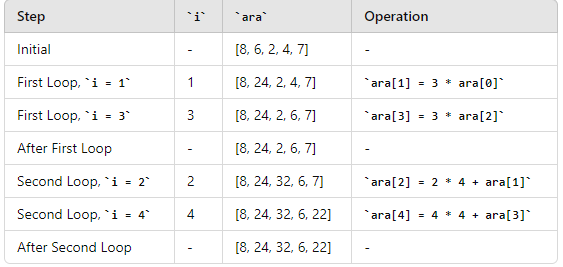 Step `i` `ara` Operation
Initial - [8, 6, 2, 4, 7] -
First Loop, `i = 1` 1 [8, 24, 2, 4, 7] `ara[1] = 3 * ara[0]`
First Loop, `i = 3` 3 [8, 24, 2, 6, 7] `ara[3] = 3 * ara[2]`
After First Loop - [8, 24, 2, 6, 7] -
Second Loop, `i = 2` 2 [8, 24, 32, 6, 7] `ara[2] = 2 * 4 + ara[1]`
Second Loop, `i = 4` 4 [8, 24, 32, 6, 22] `ara[4] = 4 * 4 + ara[3]`
After Second Loop - [8, 24, 32, 6, 22] -